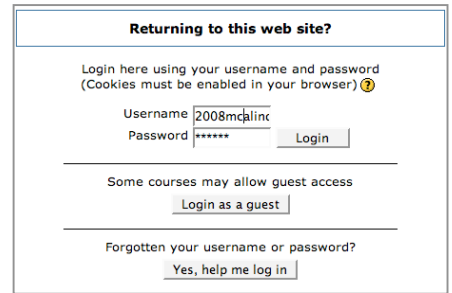 Returning to this web site?
Login here using your username and password
(Cookies must be enabled in your browser) ?
Username 2008mcalinc
Password ****** Login
Some courses may allow guest access
Login as a guest
Forgotten your username or password?
Yes, help me log in